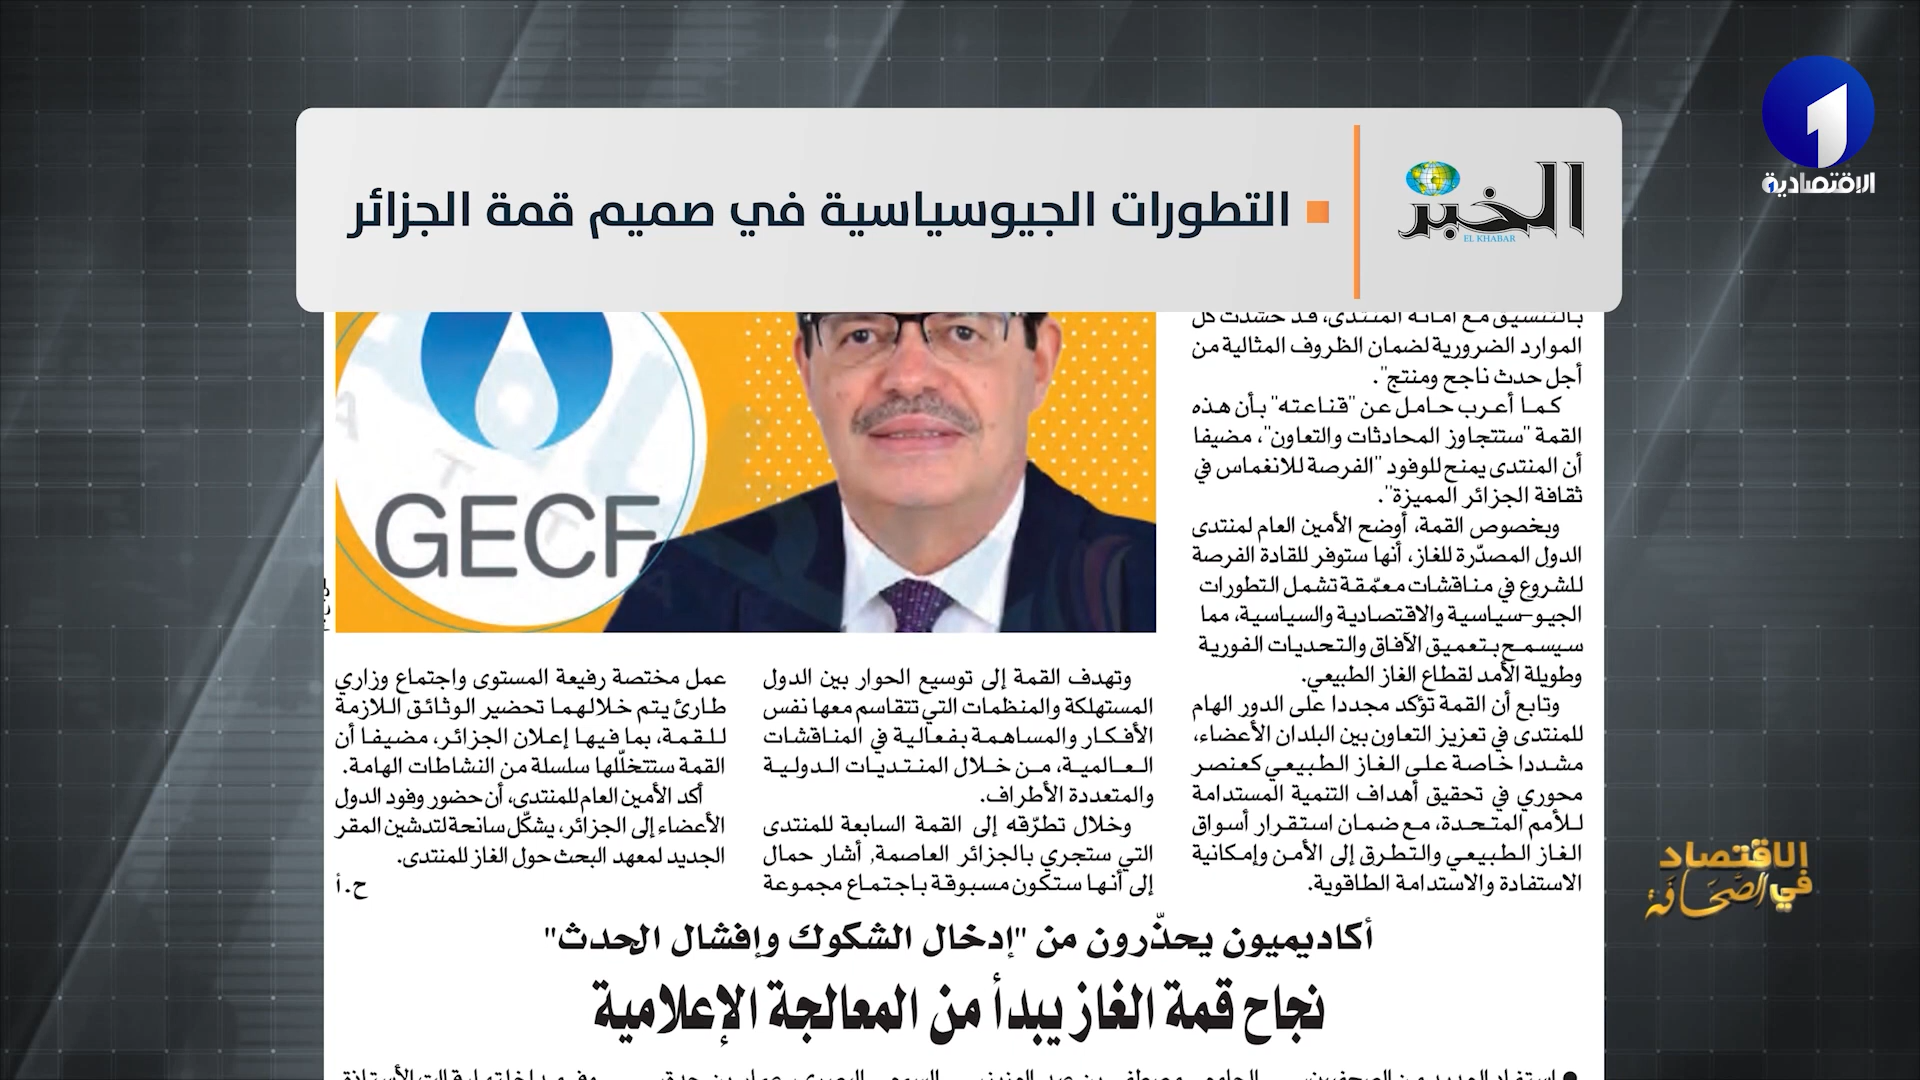 الخبر
EL KHABAR
التطورات الجيوسياسية في صميم قمة الجزائر
1
الاقتصادية
GECF
بالتنسيق مع أمانة المنتدى، قد حشدت كل
الموارد الضرورية لضمان الظروف المثالية من
أجل حدث ناجح ومنتج".
كما أعرب حامل عن "قناعته" بأن هذه
القمة "ستتجاوز المحادثات والتعاون"، مضيفا
أن المنتدى يمنح للوفود "الفرصة للانغماس في
ثقافة الجزائر المميزة".
وبخصوص القمة، أوضح الأمين العام لمنتدى
الدول المصدّرة للغاز، أنها ستوفر للقادة الفرصة
للشروع في مناقشات معمّقة تشمل التطورات
الجيو-سياسية والاقتصادية والسياسية، مما
سيسمح بتعميق الآفاق والتحديات الفورية
وطويلة الأمد لقطاع الغاز الطبيعي.
وتابع أن القمة تؤكد مجددا على الدور الهام
للمنتدى في تعزيز التعاون بين البلدان الأعضاء،
مشددا خاصة على الغاز الطبيعي كعنصر
محوري في تحقيق أهداف التنمية المستدامة
للأمم المتحدة، مع ضمان استقرار أسواق
الغاز الطبيعي والتطرق إلى الأمن وإمكانية
الاستفادة والاستدامة الطاقوية.
وتهدف القمة إلى توسيع الحوار بين الدول
المستهلكة والمنظمات التي تتقاسم معها نفس
الأفكار والمساهمة بفعالية في المناقشات
العالمية، من خلال المنتديات الدولية
والمتعددة الأطراف.
وخلال تطرّقه إلى القمة السابعة للمنتدى
التي ستجري بالجزائر العاصمة, أشار حمال
إلى أنها ستكون مسبوقة باجتماع مجموعة
عمل مختصة رفيعة المستوى واجتماع وزاري
طارئ يتم خلالهما تحضير الوثائق اللازمة
للقمة، بما فيها إعلان الجزائر، مضيفا أن
القمة ستتخلّلها سلسلة من النشاطات الهامة.
أكد الأمين العام للمنتدى، أن حضور وفود الدول
الأعضاء إلى الجزائر، يشكّل سانحة لتدشين المقر
الجديد لمعهد البحث حول الغاز للمنتدى.
ح.أ
الاقتصاد
في الصَّحَافَة
أكاديميون يحذّرون من "إدخال الشكوك وإفشال الحدث"
نجاح قمة الغاز يبدأ من المعالجة الإعلامية